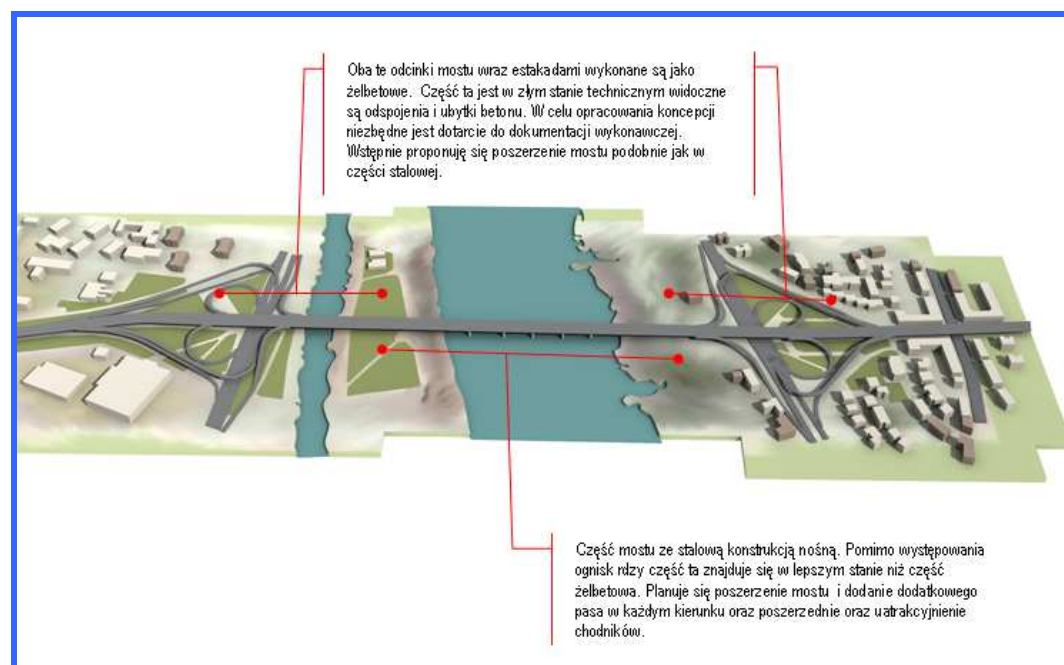 Oba te odcinki mostu wraz estakadami wykonane są jako
żelbetowe. Część ta jest w złym stanie technicznym widoczne
są odspojenia i ubytki betonu. W celu opracowania koncepcji
niezbędne jest dotarcie do dokumentacji wykonawczej.
Wstępnie proponuję się poszerzenie mostu podobnie jak w
części stalowej.
Część mostu ze stalową konstrukcją nośną. Pomimo występowania
ognisk rdzy część ta znajduje się w lepszym stanie niż część
żelbetowa. Planuje się poszerzenie mostu i dodanie dodatkowego
pasa w każdym kierunku oraz poszerzednie oraz uatrakcyjnienie
chodników.